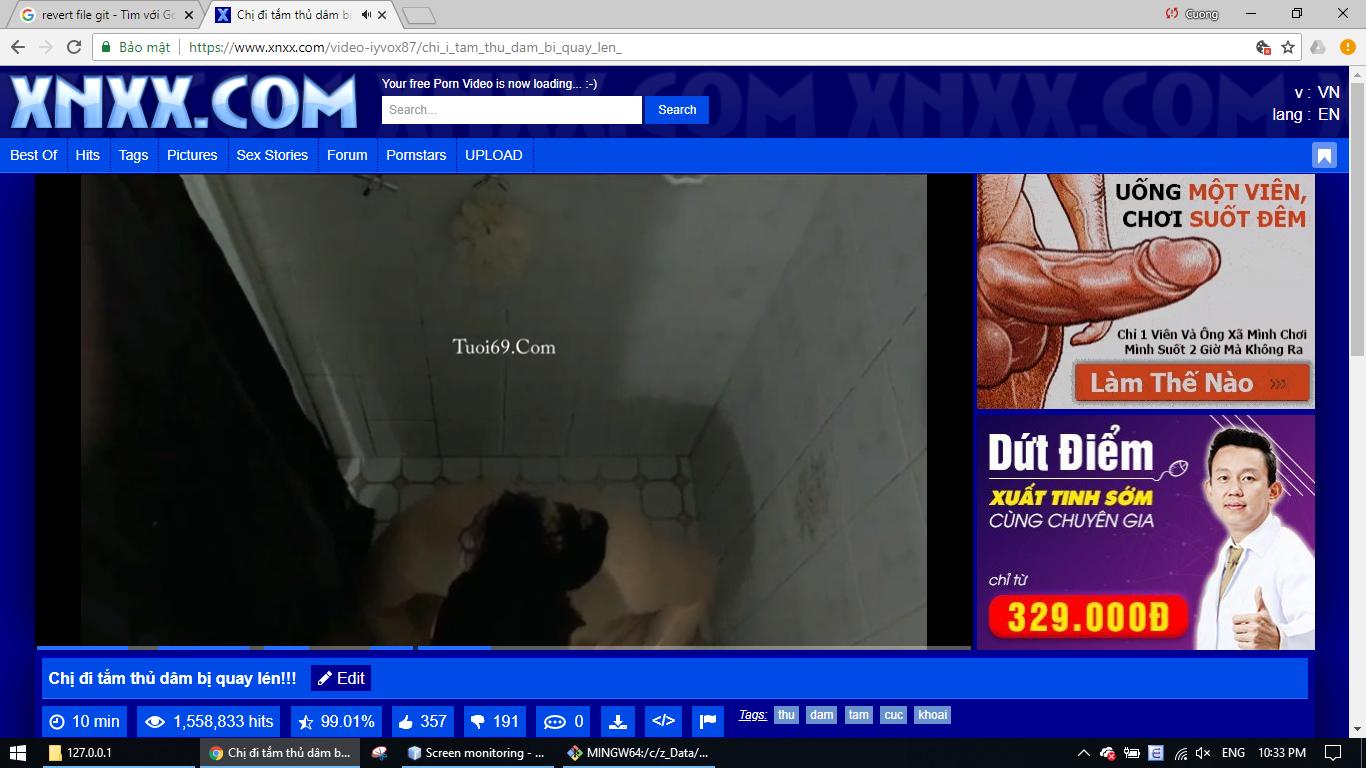 revert file git - Tìm với Go
Chị đi tắm thủ dâm bị
Cuong
Bảo mật
https://www.xnxx.com/video-iyvox87/chi_i_tam_thu_dam_bi_quay_len_
XNXX.COM
Your free Porn Video is now loading... :-)
Search...
Search
v : VN
lang : EN
Best Of
Hits
Tags
Pictures
Sex Stories
Forum
Pornstars
UPLOAD
Tuoi69.Com
UỐNG MỘT VIÊN,
CHƠI SUỐT ĐÊM
Chỉ 1 Viên Và Ông Xã Mình Chơi
Mình Suốt 2 Giờ Mà Không Ra
Làm Thế Nào >>>
Dứt Điểm
XUẤT TINH SỚM
CÙNG CHUYÊN GIA
chỉ từ
329.000Đ
Chị đi tắm thủ dâm bị quay lén!!!
Edit
10 min
1,558,833 hits
99.01%
357
191
0
</>
Tags: thu dam tam cuc khoai
127.0.0.1
Chị đi tắm thủ dâm b...
Screen monitoring - ...
MINGW64:/c/z_Data/...
ENG
10:33 PM